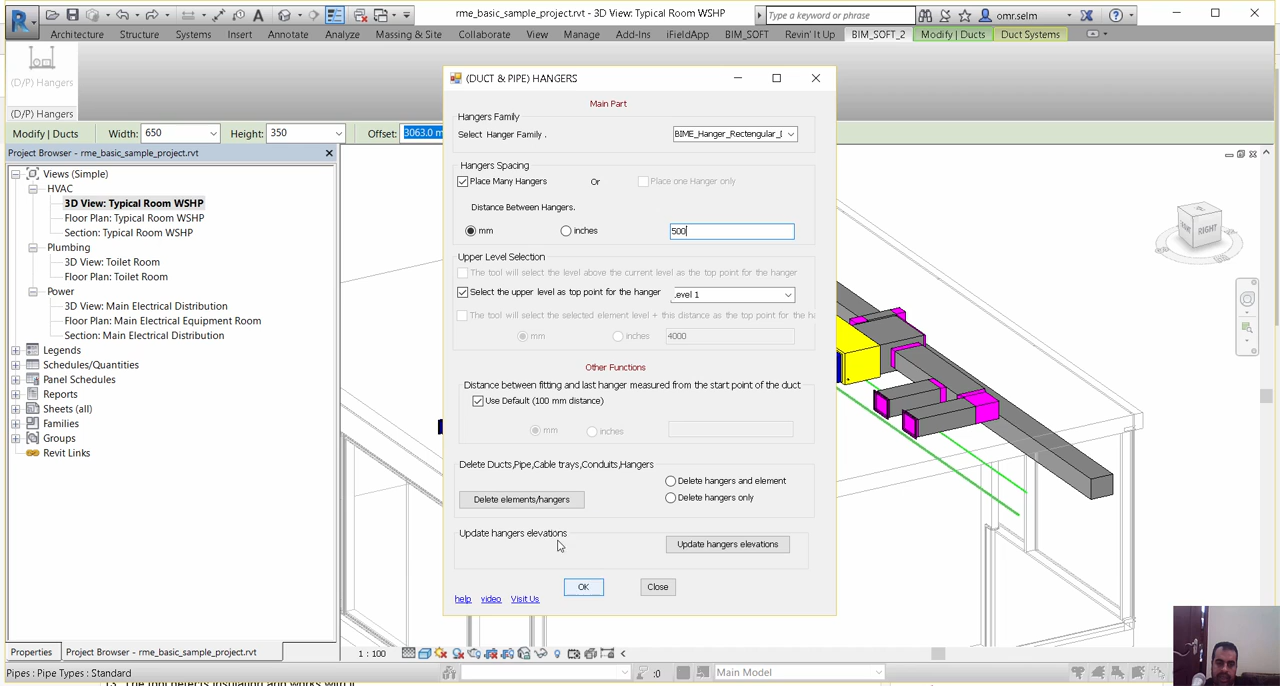 rme_basic_sample_project.rvt - 3D View: Typical Room WSHP
Type a keyword or phrase
omr.selm
Architecture Structure Systems Insert Annotate Analyze Massing & Site Collaborate View Manage Add-Ins iFieldApp BIM_SOFT Revin' It Up BIM_SOFT_2 Modify | Ducts Duct Systems
(D/P) Hangers
(D/P) Hangers
Modify | Ducts Width: 650 Height: 350 Offset: 3063.0 m
Project Browser - rme_basic_sample_project.rvt
Views (Simple)
HVAC
3D View: Typical Room WSHP
Floor Plan: Typical Room WSHP
Section: Typical Room WSHP
Plumbing
3D View: Toilet Room
Floor Plan: Toilet Room
Power
3D View: Main Electrical Distribution
Floor Plan: Main Electrical Equipment Room
Section: Main Electrical Distribution
Legends
Schedules/Quantities
Panel Schedules
Reports
Sheets (all)
Families
Groups
Revit Links
Properties
Project Browser - rme_basic_sample_project.rvt
(DUCT & PIPE) HANGERS
Main Part
Hangers Family
Select Hanger Family .
BIME_Hanger_Rectangular_[
Hangers Spacing
Place Many Hangers Or Place one Hanger only
Distance Between Hangers.
mm inches 500
Upper Level Selection
The tool will select the level above the current level as the top point for the hanger
Select the upper level as top point for the hanger Level 1
The tool will select the selected element level + this distance as the top point for the ha
mm inches 4000
Other Functions
Distance between fitting and last hanger measured from the start point of the duct
Use Default (100 mm distance)
mm inches
Delete Ducts,Pipe,Cable trays,Conduits,Hangers
Delete elements/hangers
Delete hangers and element
Delete hangers only
Update hangers elevations
Update hangers elevations
OK Close
help video Visit Us
RIGHT
1 : 100
Pipes : Pipe Types : Standard
:0
Main Model